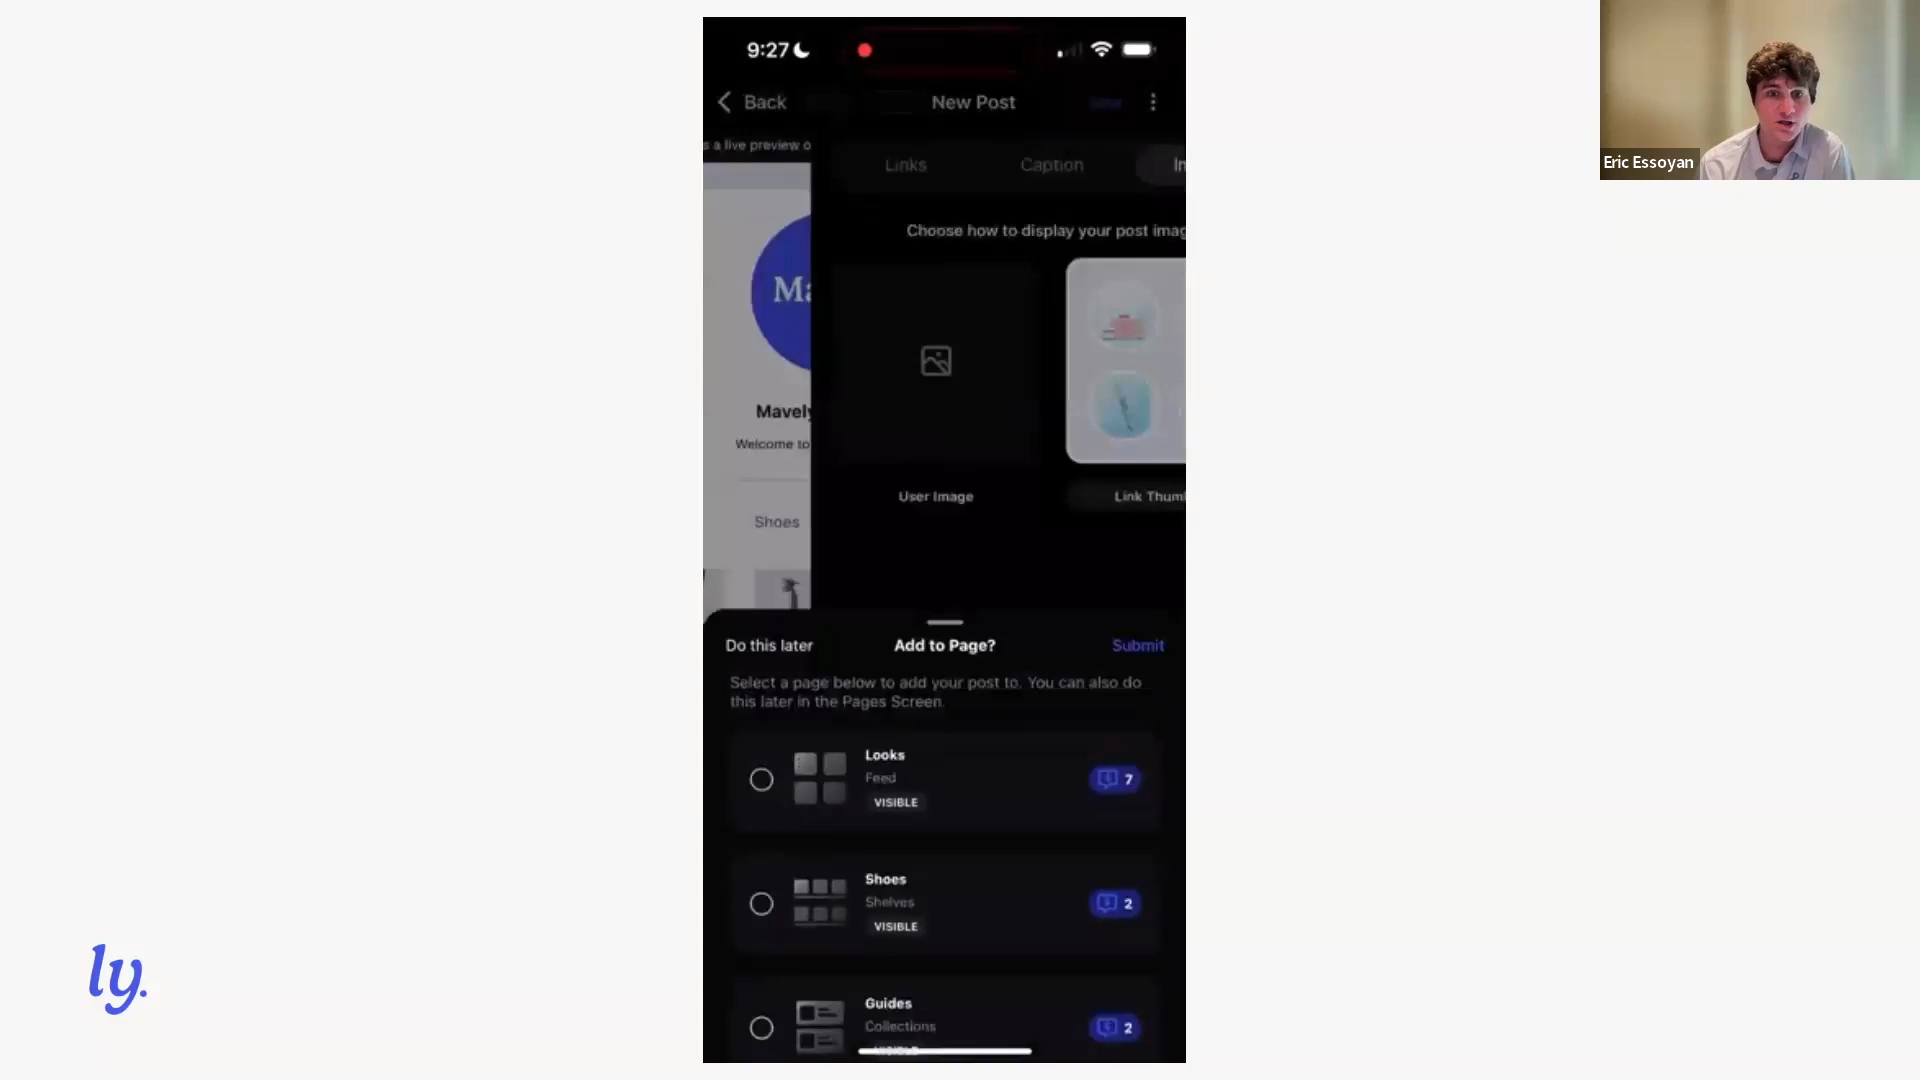 9:27
Back
New Post
s a live preview o
Links
Caption
In
Choose how to display your post imag
Ma
Mavely
Welcome to
User Image
Link Thum
Shoes
Do this later
Add to Page?
Submit
Select a page below to add your post to. You can also do
this later in the Pages Screen.
Looks
Feed
VISIBLE
7
Shoes
Shelves
VISIBLE
2
Guides
Collections
VISIBLE
2
Eric Essoyan
ly.